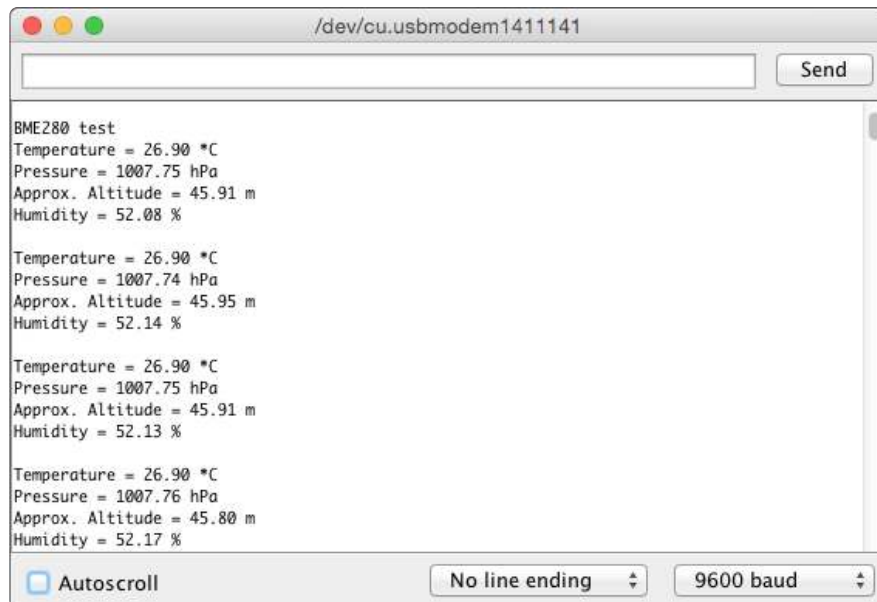 /dev/cu.usbmodem1411141
Send
BME280 test
Temperature = 26.90 *C
Pressure = 1007.75 hPa
Approx. Altitude = 45.91 m
Humidity = 52.08 %
Temperature = 26.90 *C
Pressure = 1007.74 hPa
Approx. Altitude = 45.95 m
Humidity = 52.14 %
Temperature = 26.90 *C
Pressure = 1007.75 hPa
Approx. Altitude = 45.91 m
Humidity = 52.13 %
Temperature = 26.90 *C
Pressure = 1007.76 hPa
Approx. Altitude = 45.80 m
Humidity = 52.17 %
Autoscroll No line ending 9600 baud